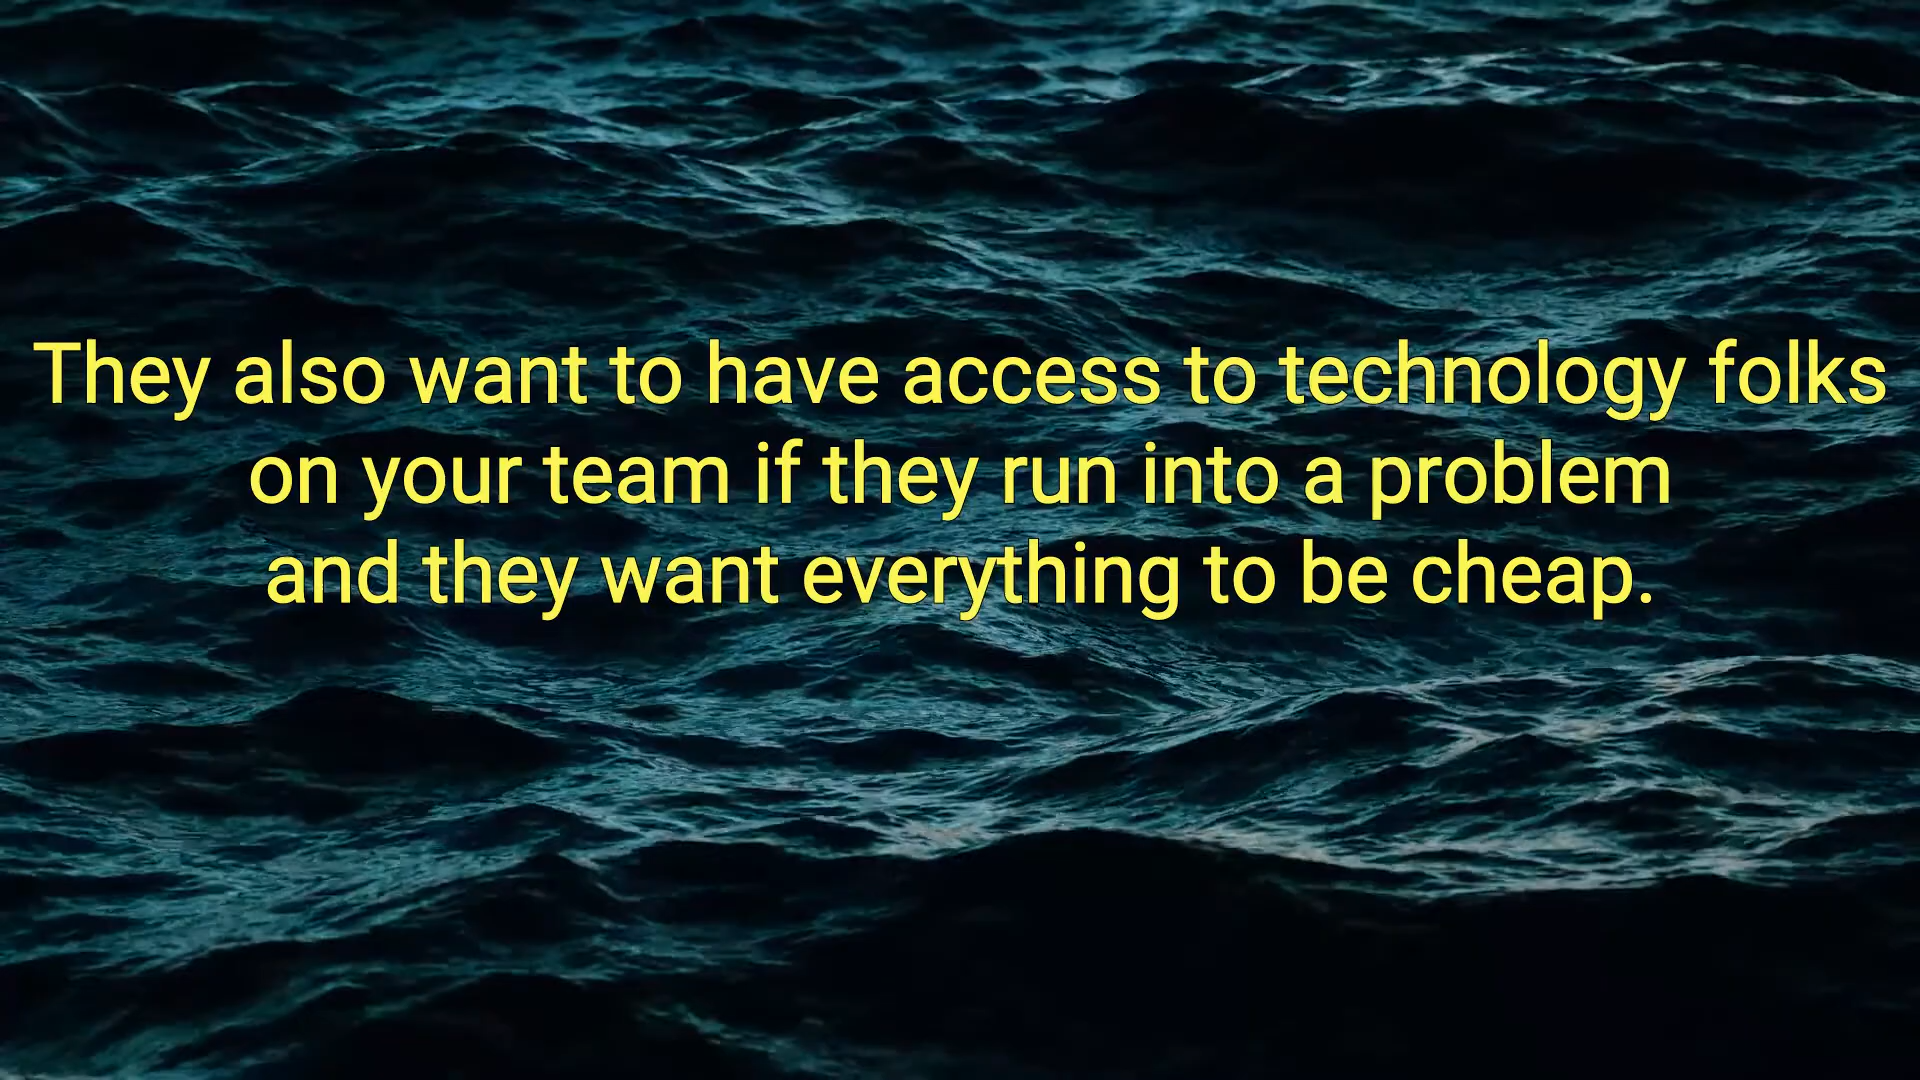 They also want to have access to technology folks
on your team if they run into a problem
and they want everything to be cheap.